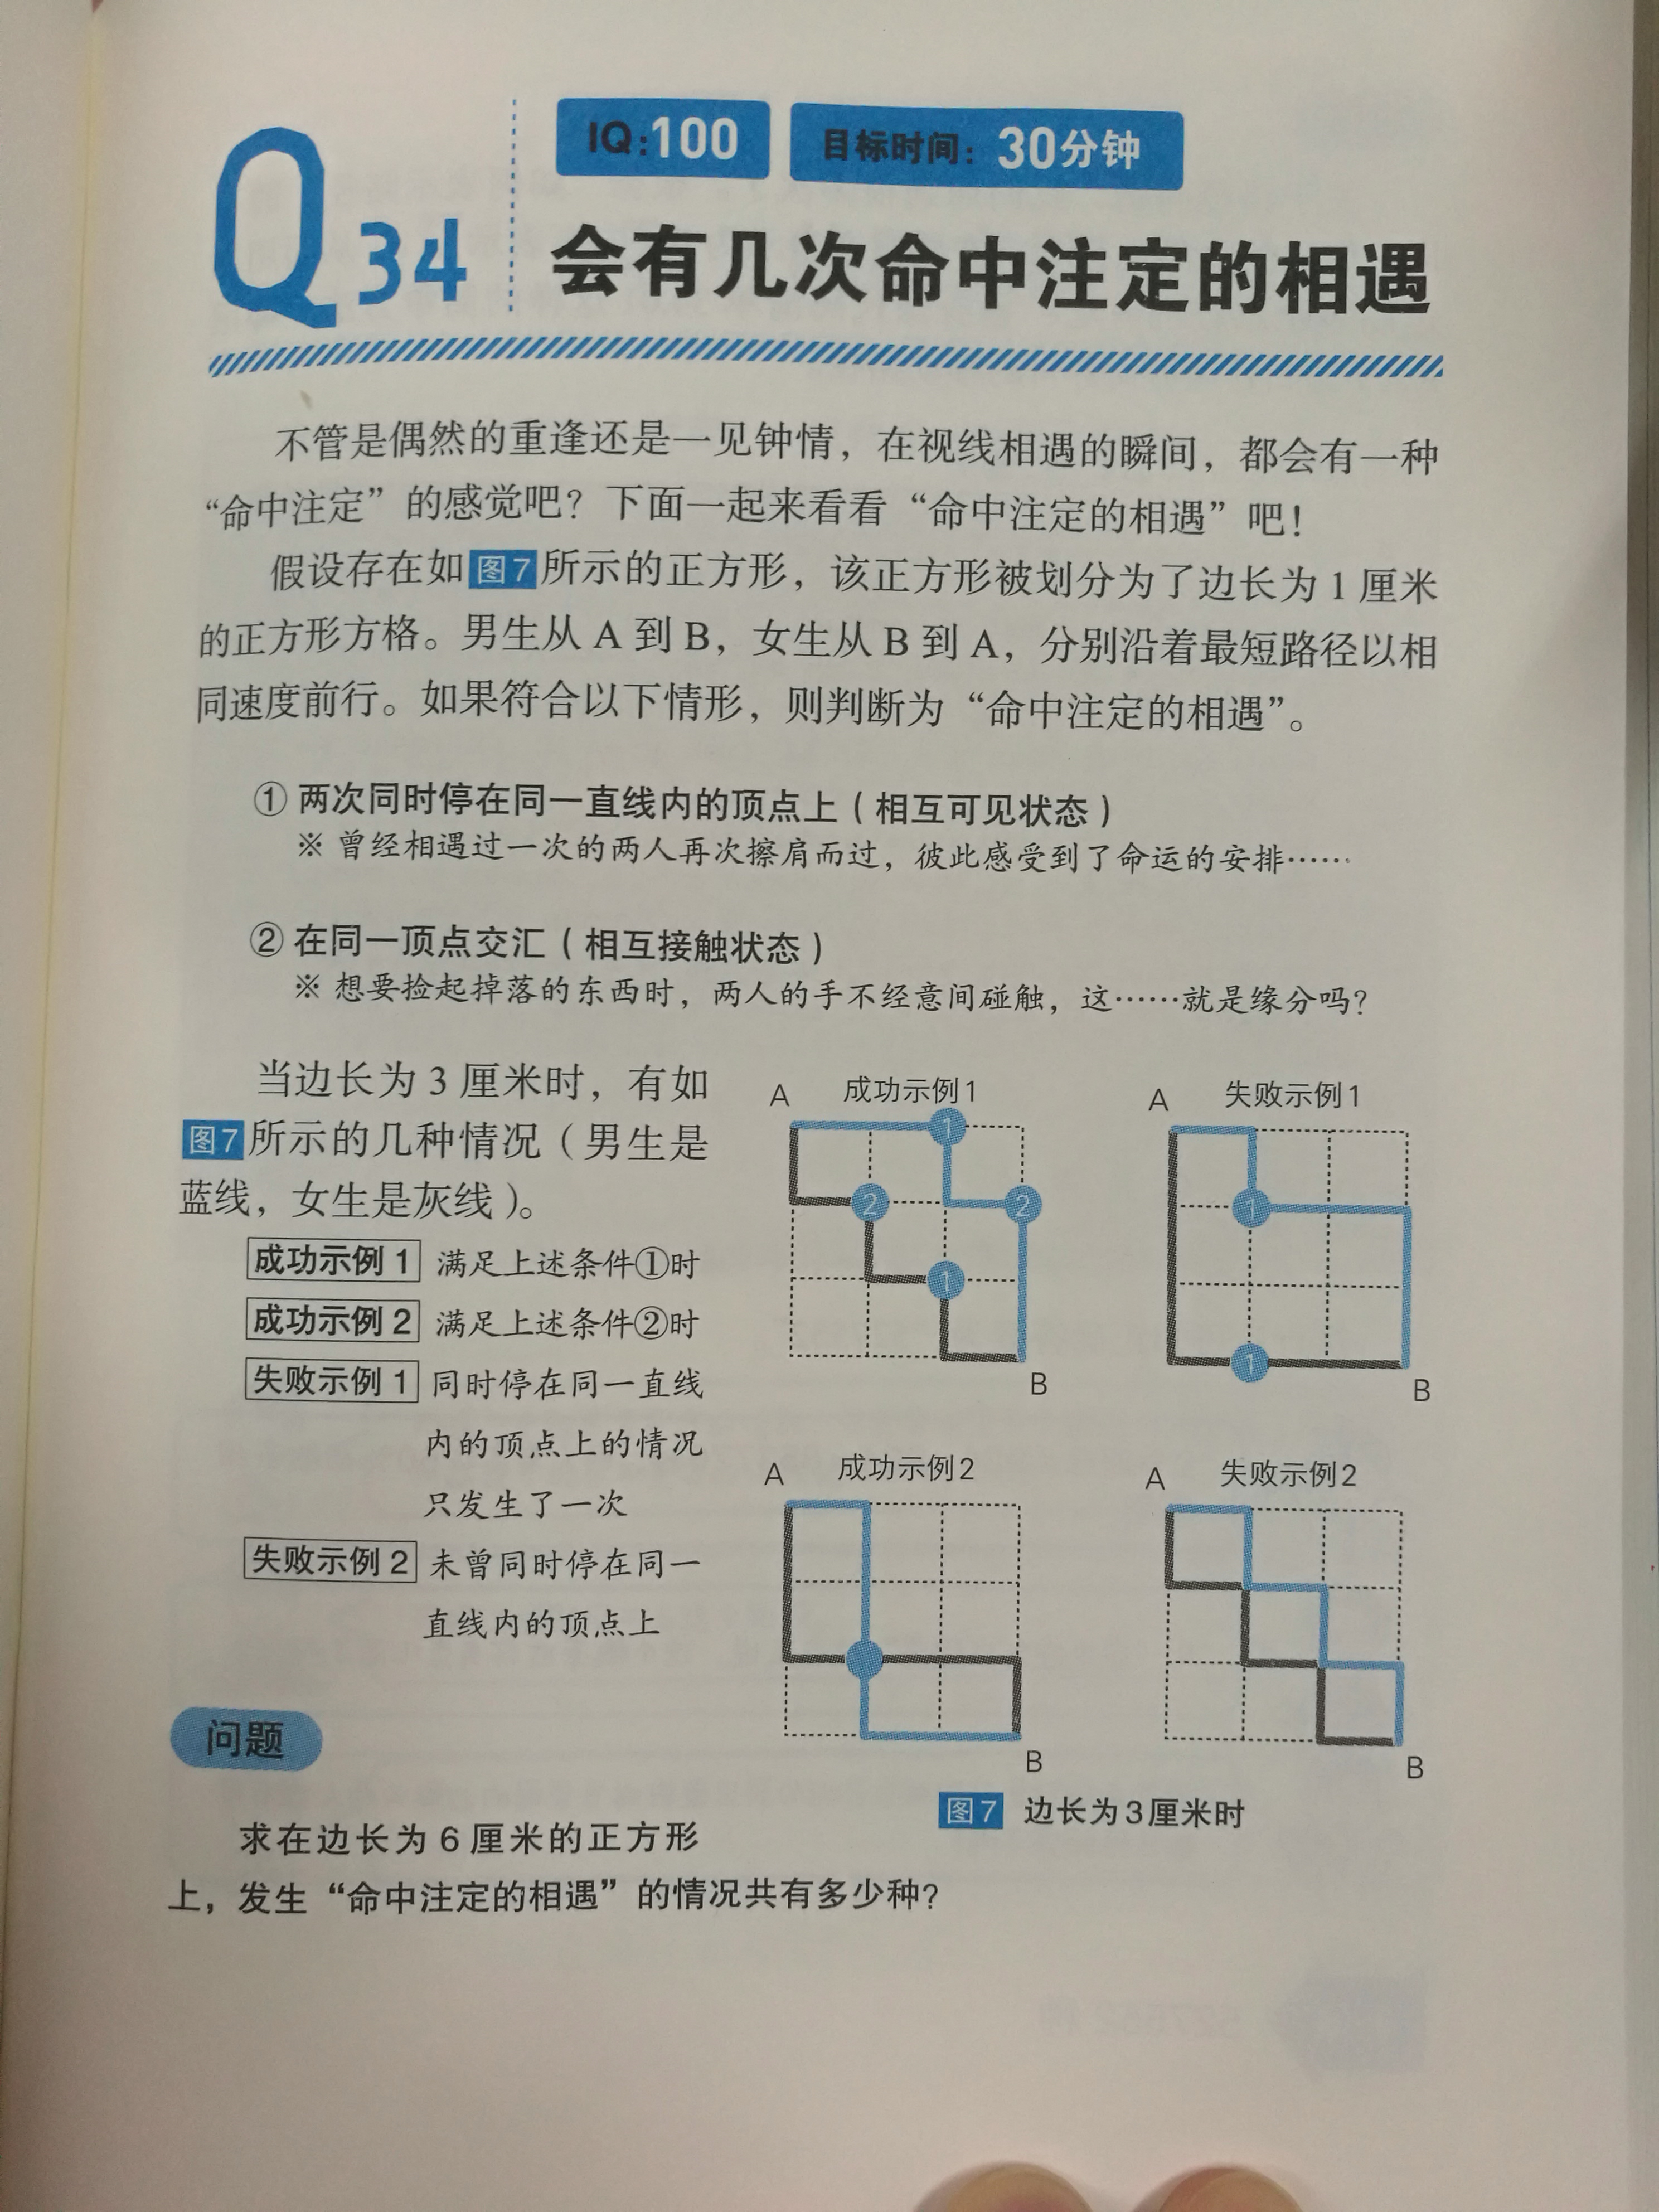 Q34
IQ:100
目标时间：30分钟
会有几次命中注定的相遇
不管是偶然的重逢还是一见钟情，在视线相遇的瞬间，都会有一种
“命中注定”的感觉吧？下面一起来看看“命中注定的相遇”吧！
假设存在如图7所示的正方形，该正方形被划分为了边长为1厘米
的正方形方格。男生从A到B，女生从B到A，分别沿着最短路径以相
同速度前行。如果符合以下情形，则判断为“命中注定的相遇”。
①两次同时停在同一直线内的顶点上（相互可见状态）
※曾经相遇过一次的两人再次擦肩而过，彼此感受到了命运的安排……
②在同一顶点交汇（相互接触状态）
※想要捡起掉落的东西时，两人的手不经意间碰触，这……就是缘分吗？
当边长为3厘米时，有如
图7所示的几种情况（男生是
蓝线，女生是灰线）。
成功示例1 满足上述条件①时
成功示例2 满足上述条件②时
失败示例1 同时停在同一直线
内的顶点上的情况
只发生了一次
失败示例2 未曾同时停在同一
直线内的顶点上
A 成功示例1
1
2 2
1
B
A 失败示例1
1
1
B
A 成功示例2
B
A 失败示例2
B
图7 边长为3厘米时
问题
求在边长为6厘米的正方形
上，发生“命中注定的相遇”的情况共有多少种？